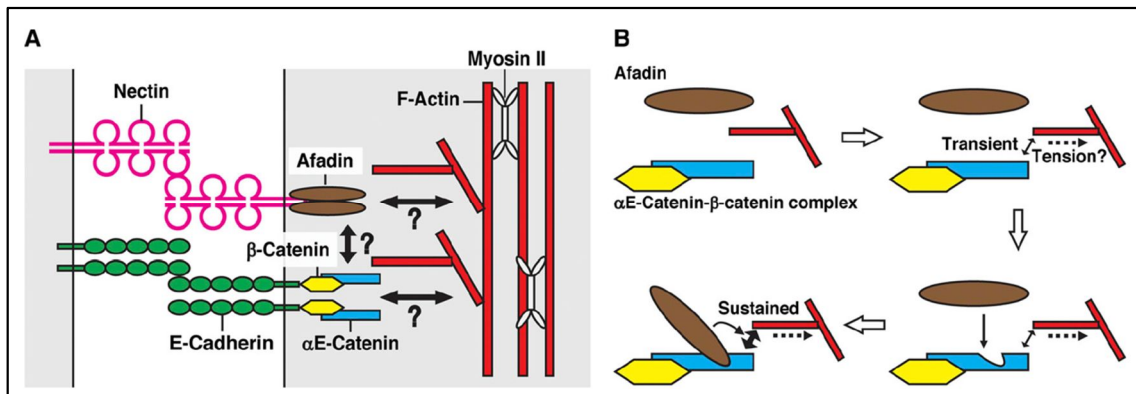 A
Myosin II
Nectin
F-Actin
Afadin
?
β-Catenin
?
?
E-Cadherin
αE-Catenin
B
Afadin
Transient
Tension?
αE-Catenin-β-catenin complex
Sustained